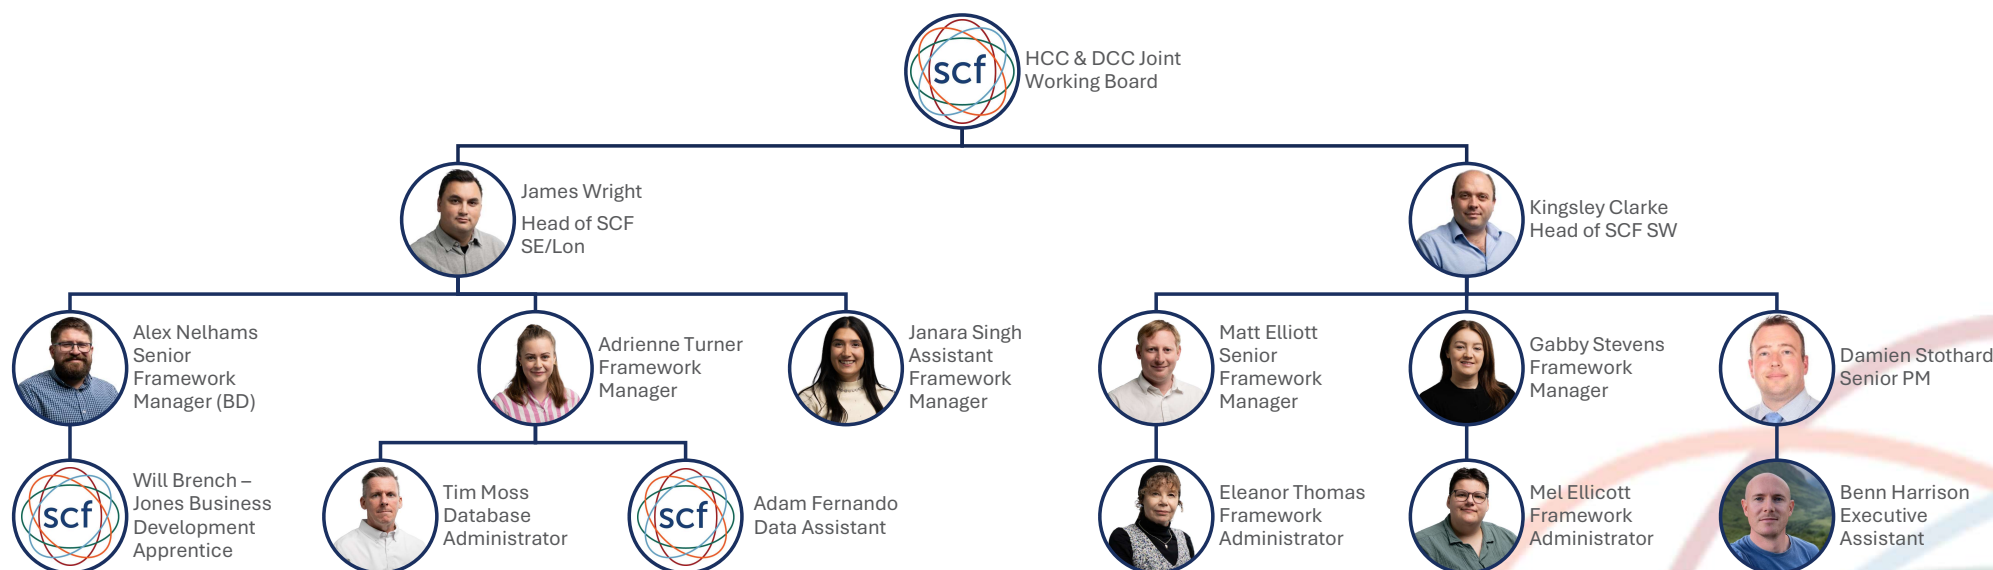 scf
HCC & DCC Joint
Working Board
James Wright
Head of SCF
SE/Lon
Kingsley Clarke
Head of SCF SW
Alex Nelhams
Senior
Framework
Manager (BD)
Adrienne Turner
Framework
Manager
Janara Singh
Assistant
Framework
Manager
Matt Elliott
Senior
Framework
Manager
Gabby Stevens
Framework
Manager
Damien Stothard
Senior PM
scf
Will Brench –
Jones Business
Development
Apprentice
Tim Moss
Database
Administrator
scf
Adam Fernando
Data Assistant
Eleanor Thomas
Framework
Administrator
Mel Ellicott
Framework
Administrator
Benn Harrison
Executive
Assistant